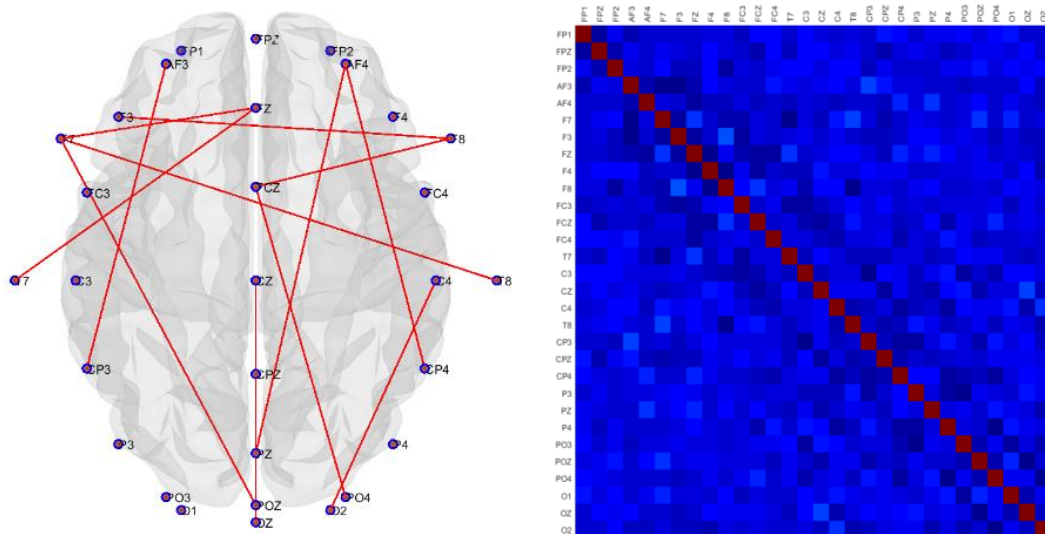 FPZ
FP1
FP2
AF3
AF4
FZ
F3
F4
F7
F8
FCZ
FC3
FC4
T7
C3
CZ
C4
T8
CP3
CP4
CPZ
P3
P4
PZ
PO3
PO4
POZ
O1
O2
OZ
FP1 FPZ FP2 AF3 AF4 F7 F3 FZ F4 F8 FC3 FCZ FC4 T7 C3 CZ C4 T8 CP3 CPZ CP4 P3 PZ P4 PO3 POZ PO4 O1 OZ O2
FP1
FPZ
FP2
AF3
AF4
F7
F3
FZ
F4
F8
FC3
FCZ
FC4
T7
C3
CZ
C4
T8
CP3
CPZ
CP4
P3
PZ
P4
PO3
POZ
PO4
O1
OZ
O2